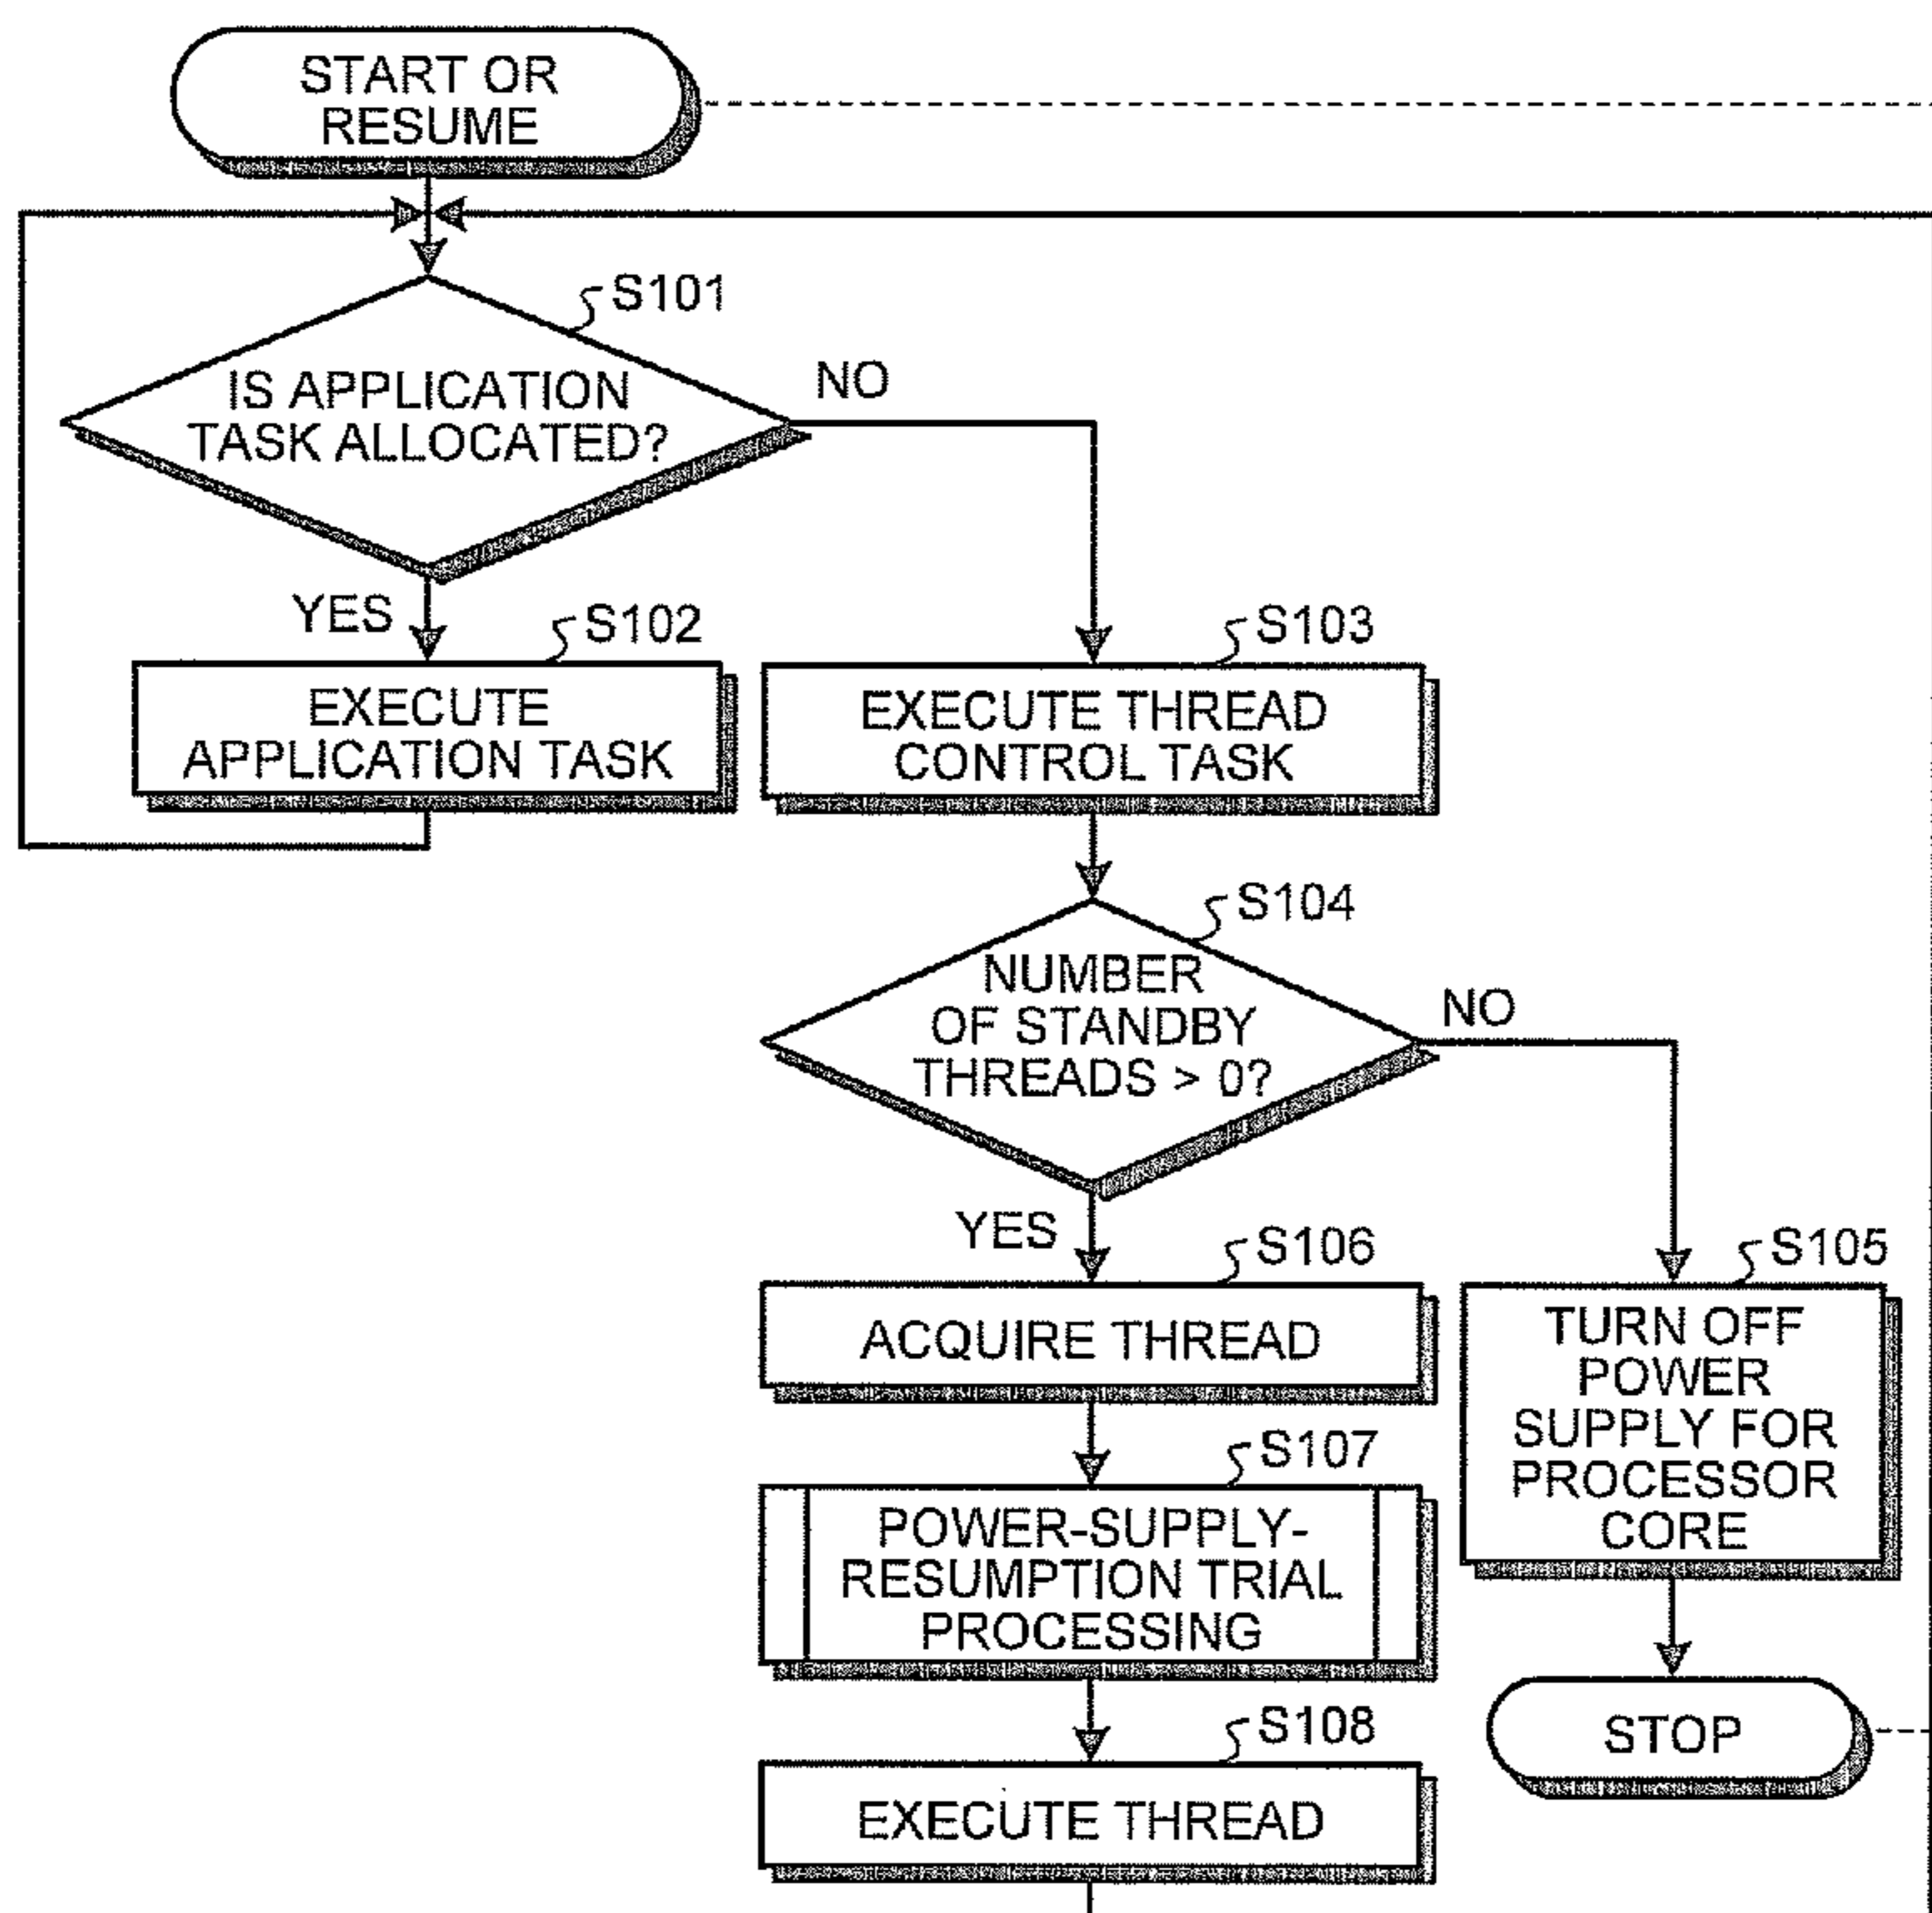 START OR
RESUME
S101
IS APPLICATION
TASK ALLOCATED?
NO
YES
S102
EXECUTE
APPLICATION TASK
S103
EXECUTE THREAD
CONTROL TASK
S104
NUMBER
OF STANDBY
THREADS > 0?
NO
YES
S106
ACQUIRE THREAD
S105
TURN OFF
POWER
SUPPLY FOR
PROCESSOR
CORE
S107
POWER-SUPPLY-
RESUMPTION TRIAL
PROCESSING
STOP
S108
EXECUTE THREAD